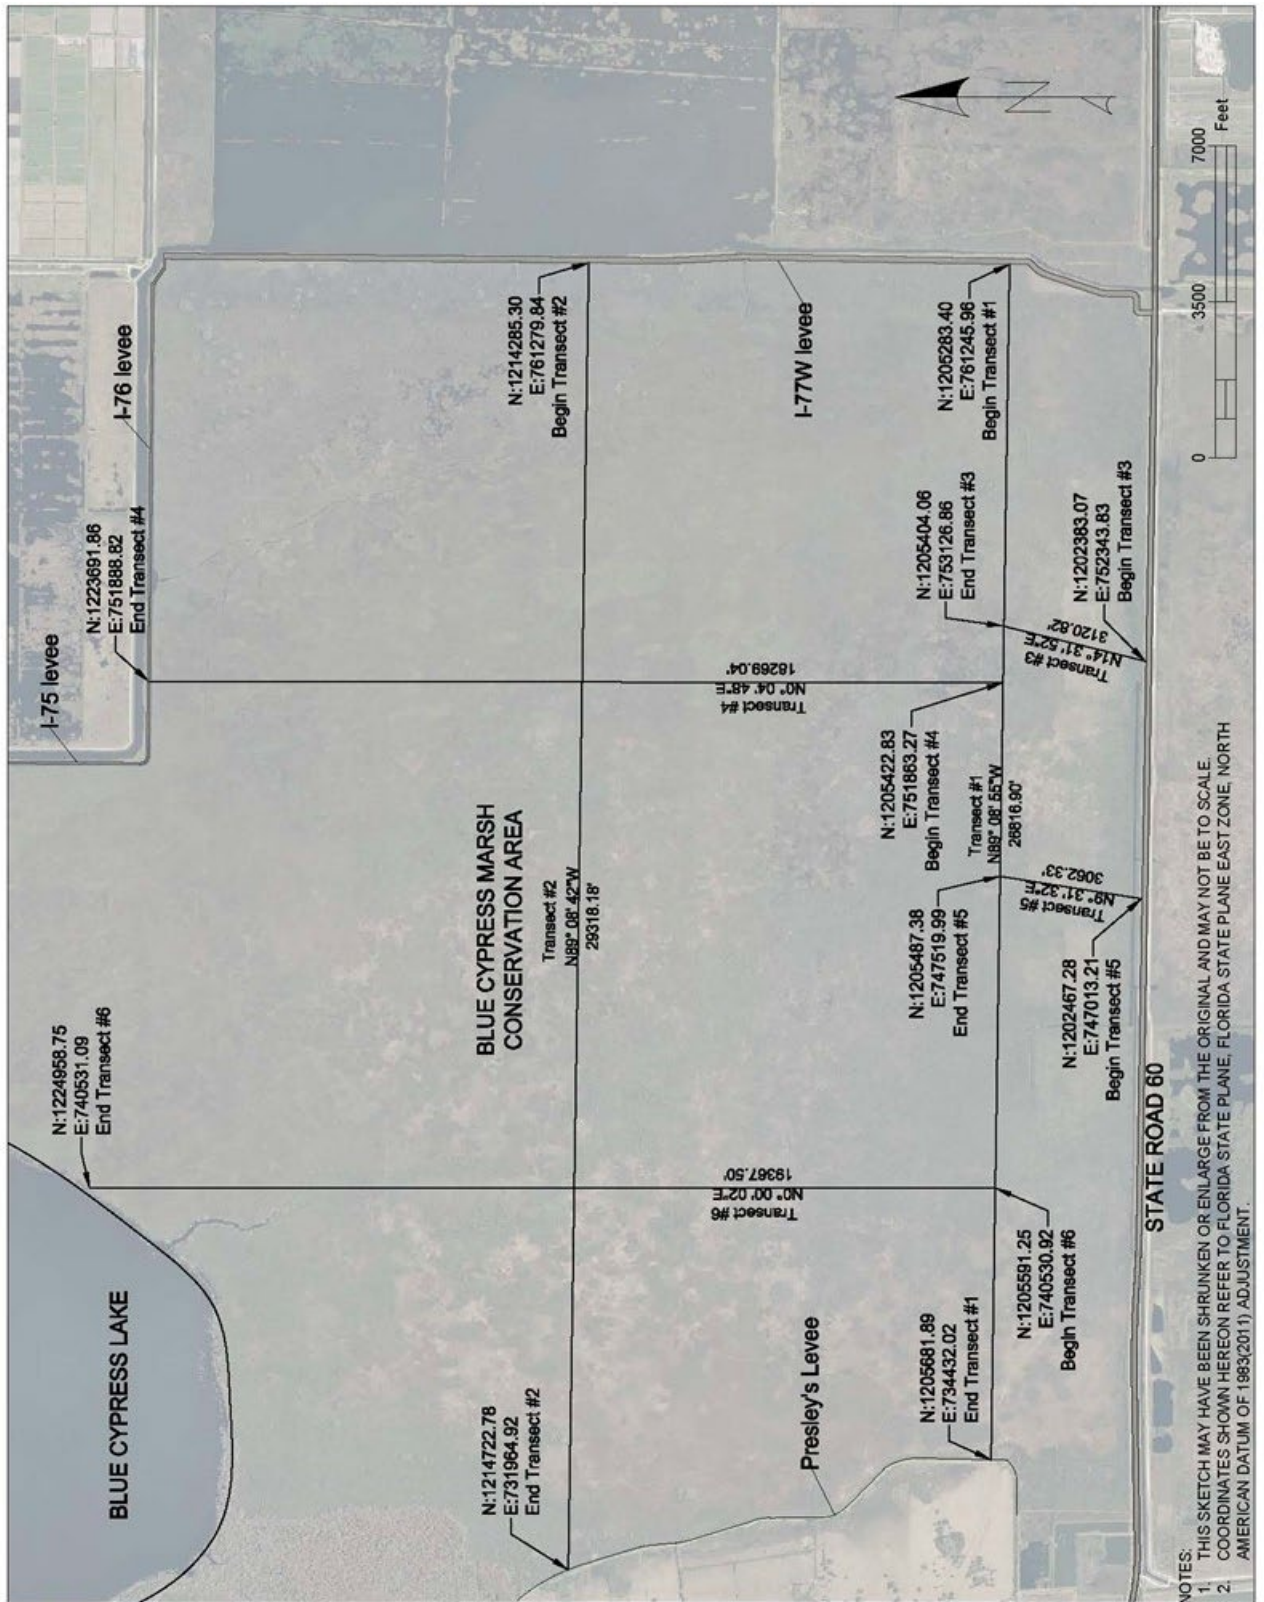 BLUE CYPRESS LAKE
N:1224958.75
E:740531.09
End Transect #6
I-75 levee
N:1223691.86
E:751888.82
End Transect #4
I-76 levee
N:1214722.78
E:731964.92
End Transect #2
BLUE CYPRESS MARSH
CONSERVATION AREA
Transect #2
N89° 08' 42"W
29318.18'
N:1214285.30
E:761279.84
Begin Transect #2
Transect #6
N0° 00' 02"E
19367.50'
Transect #4
N0° 04' 48"E
18269.04'
Presley's Levee
I-77W levee
N:1205681.89
E:734432.02
End Transect #1
N:1205591.25
E:740530.92
Begin Transect #6
N:1205487.38
E:747519.99
End Transect #5
N:1205422.83
E:751863.27
Begin Transect #4
Transect #1
N89° 08' 55"W
26816.90'
N:1205404.06
E:753126.86
End Transect #3
N:1205283.40
E:761245.96
Begin Transect #1
Transect #5
N9° 31' 32"E
3062.33'
Transect #3
N14° 31' 52"E
3120.82'
N:1202467.28
E:747013.21
Begin Transect #5
N:1202383.07
E:752343.83
Begin Transect #3
STATE ROAD 60
N
0 3500 7000
Feet
NOTES:
1. THIS SKETCH MAY HAVE BEEN SHRUNKEN OR ENLARGE FROM THE ORIGINAL AND MAY NOT BE TO SCALE.
2. COORDINATES SHOWN HEREON REFER TO FLORIDA STATE PLANE, FLORIDA STATE PLANE EAST ZONE, NORTH
AMERICAN DATUM OF 1983(2011) ADJUSTMENT.